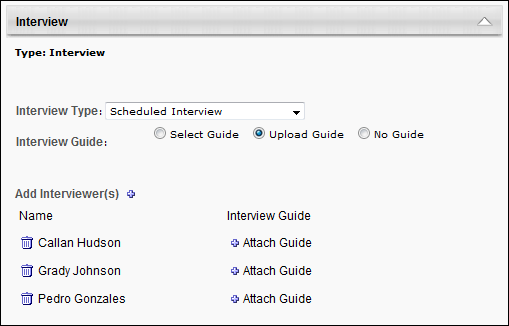 Interview
Type: Interview
Interview Type: Scheduled Interview
Interview Guide: Select Guide Upload Guide No Guide
Add Interviewer(s)
Name Interview Guide
Callan Hudson Attach Guide
Grady Johnson Attach Guide
Pedro Gonzales Attach Guide